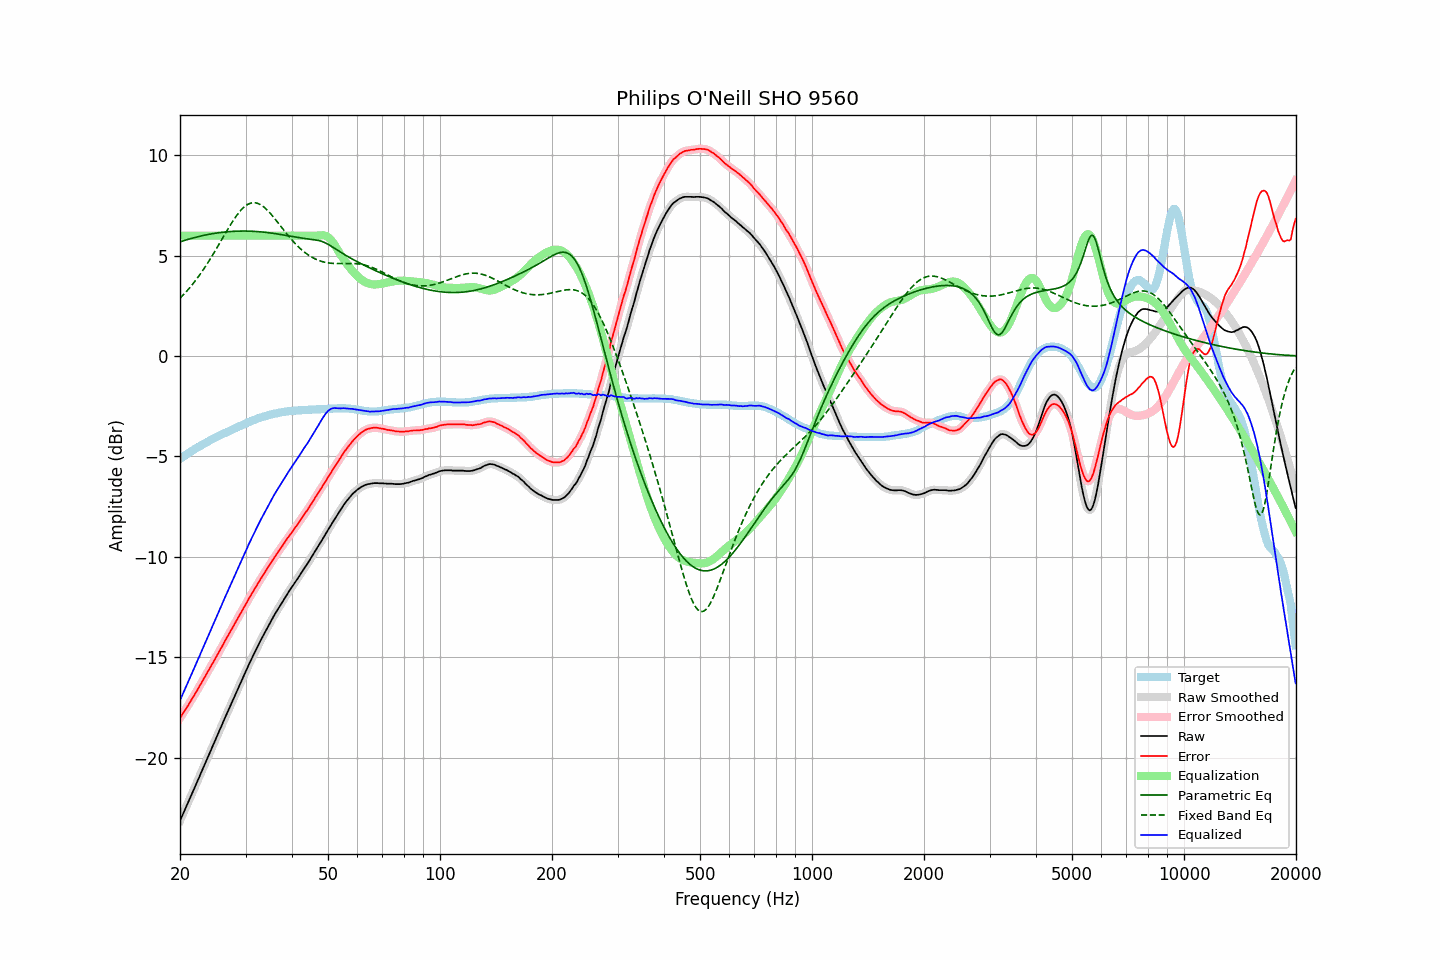 Philips O'Neill SHO 9560
Amplitude (dBr)
10
5
0
−5
−10
−15
−20
20
50
100
200
500
1000
2000
5000
10000
20000
Frequency (Hz)
Target
Raw Smoothed
Error Smoothed
Raw
Error
Equalization
Parametric Eq
Fixed Band Eq
Equalized